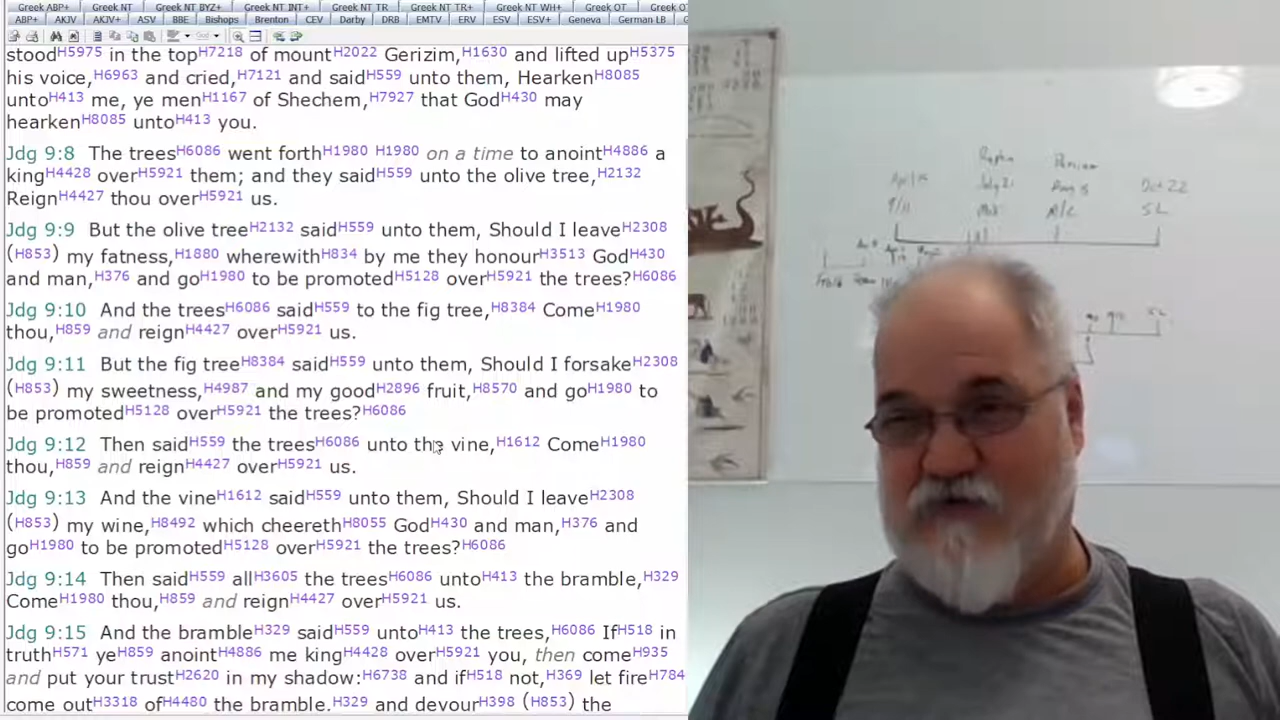 Greek ABP+ Greek NT Greek NT BYZ+ Greek NT INT+ Greek NT TR Greek NT TR+ Greek NT WH+ Greek OT Greek O
ABP+ AKJV AKJV+ ASV BBE Bishops Brenton CEV Darby DRB EMTV ERV ESV ESV+ Geneva German LB G
stoodH5975 in the topH7218 of mountH2022 Gerizim,H1630 and lifted upH5375
his voice,H6963 and cried,H7121 and saidH559 unto them, HearkenH8085
untoH413 me, ye menH1167 of Shechem,H7927 that GodH430 may
hearkenH8085 untoH413 you.
Jdg 9:8 The treesH6086 went forthH1980 H1980 on a time to anointH4886 a
kingH4428 overH5921 them; and they saidH559 unto the olive tree,H2132
ReignH4427 thou overH5921 us.
Jdg 9:9 But the olive treeH2132 saidH559 unto them, Should I leaveH2308
(H853) my fatness,H1880 wherewithH834 by me they honourH3513 GodH430
and man,H376 and goH1980 to be promotedH5128 overH5921 the trees?H6086
Jdg 9:10 And the treesH6086 saidH559 to the fig tree,H8384 ComeH1980
thou,H859 and reignH4427 overH5921 us.
Jdg 9:11 But the fig treeH8384 saidH559 unto them, Should I forsakeH2308
(H853) my sweetness,H4987 and my goodH2896 fruit,H8570 and goH1980 to
be promotedH5128 overH5921 the trees?H6086
Jdg 9:12 Then saidH559 the treesH6086 unto the vine,H1612 ComeH1980
thou,H859 and reignH4427 overH5921 us.
Jdg 9:13 And the vineH1612 saidH559 unto them, Should I leaveH2308
(H853) my wine,H8492 which cheerethH8055 GodH430 and man,H376 and
goH1980 to be promotedH5128 overH5921 the trees?H6086
Jdg 9:14 Then saidH559 allH3605 the treesH6086 untoH413 the bramble,H329
ComeH1980 thou,H859 and reignH4427 overH5921 us.
Jdg 9:15 And the brambleH329 saidH559 untoH413 the trees,H6086 IfH518 in
truthH571 yeH859 anointH4886 me kingH4428 overH5921 you, then comeH935
and put your trustH2620 in my shadow:H6738 and ifH518 not,H369 let fireH784
come outH3318 ofH4480 the bramble.H329 and devourH398 (H853) the
Oct 22
9/11